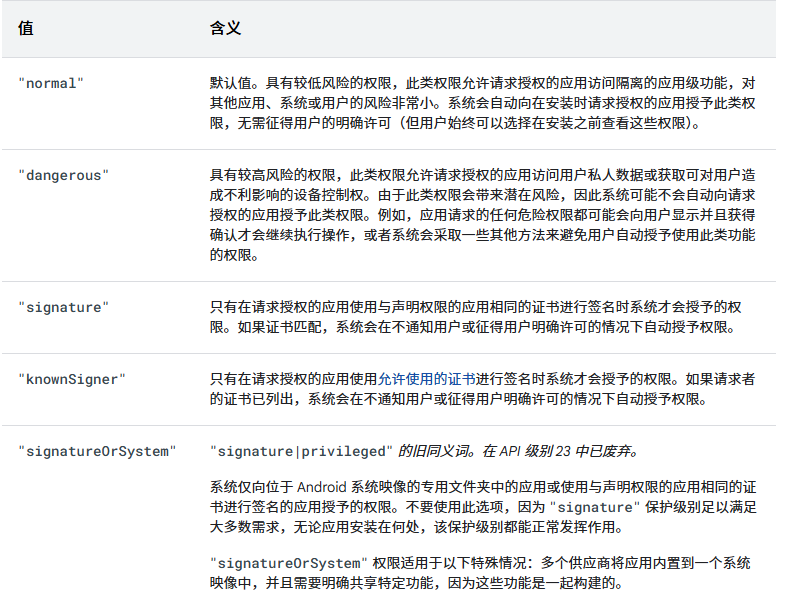 值 含义
"normal" 默认值。具有较低风险的权限，此类权限允许请求授权的应用访问隔离的应用级功能，对
其他应用、系统或用户的风险非常小。系统会自动向在安装时请求授权的应用授予此类权
限，无需征得用户的明确许可（但用户始终可以选择在安装之前查看这些权限）。
"dangerous" 具有较高风险的权限，此类权限允许请求授权的应用访问用户私人数据或获取可对用户造
成不利影响的设备控制权。由于此类权限会带来潜在风险，因此系统可能不会自动向请求
授权的应用授予此类权限。例如，应用请求的任何危险权限都可能会向用户显示并且获得
确认才会继续执行操作，或者系统会采取一些其他方法来避免用户自动授予使用此类功能
的权限。
"signature" 只有在请求授权的应用使用与声明权限的应用相同的证书进行签名时系统才会授予的权
限。如果证书匹配，系统会在不通知用户或征得用户明确许可的情况下自动授予权限。
"knownSigner" 只有在请求授权的应用使用允许使用的证书进行签名时系统才会授予的权限。如果请求者
的证书已列出，系统会在不通知用户或征得用户明确许可的情况下自动授予权限。
"signatureOrSystem" "signature|privileged" 的旧同义词。在 API 级别 23 中已废弃。
系统仅向位于 Android 系统映像的专用文件夹中的应用或使用与声明权限的应用相同的证
书进行签名的应用授予的权限。不要使用此选项，因为 "signature" 保护级别足以满足
大多数需求，无论应用安装在何处，该保护级别都能正常发挥作用。
"signatureOrSystem" 权限适用于以下特殊情况：多个供应商将应用内置到一个系统
映像中，并且需要明确共享特定功能，因为这些功能是一起构建的。